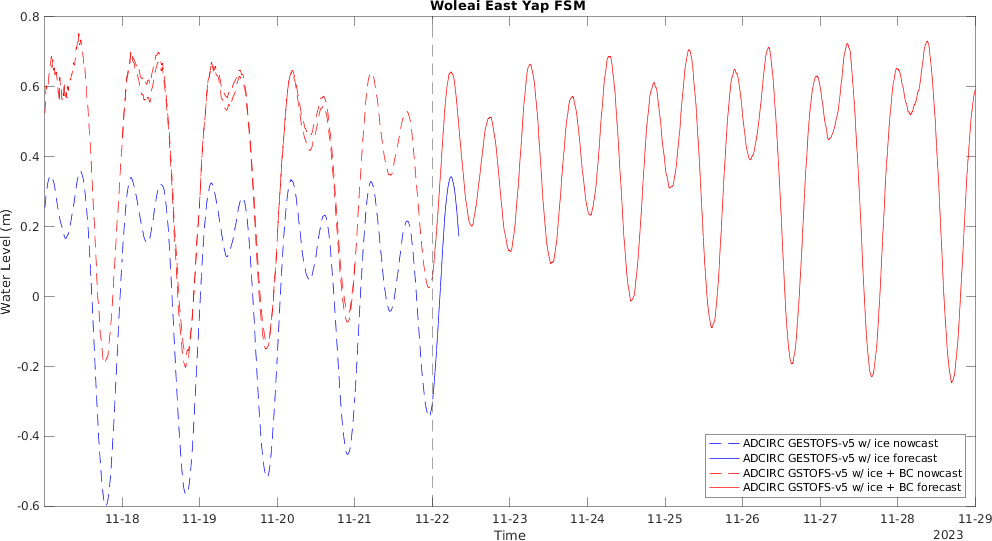 Woleai East Yap FSM
0.8
0.6
0.4
0.2
0
-0.2
-0.4
-0.6
Water Level (m)
ADCIRC GESTOFS-v5 w/ ice nowcast
ADCIRC GESTOFS-v5 w/ ice forecast
ADCIRC GSTOFS-v5 w/ ice + BC nowcast
ADCIRC GSTOFS-v5 w/ ice + BC forecast
11-18 11-19 11-20 11-21 11-22 11-23 11-24 11-25 11-26 11-27 11-28 11-29
Time
2023